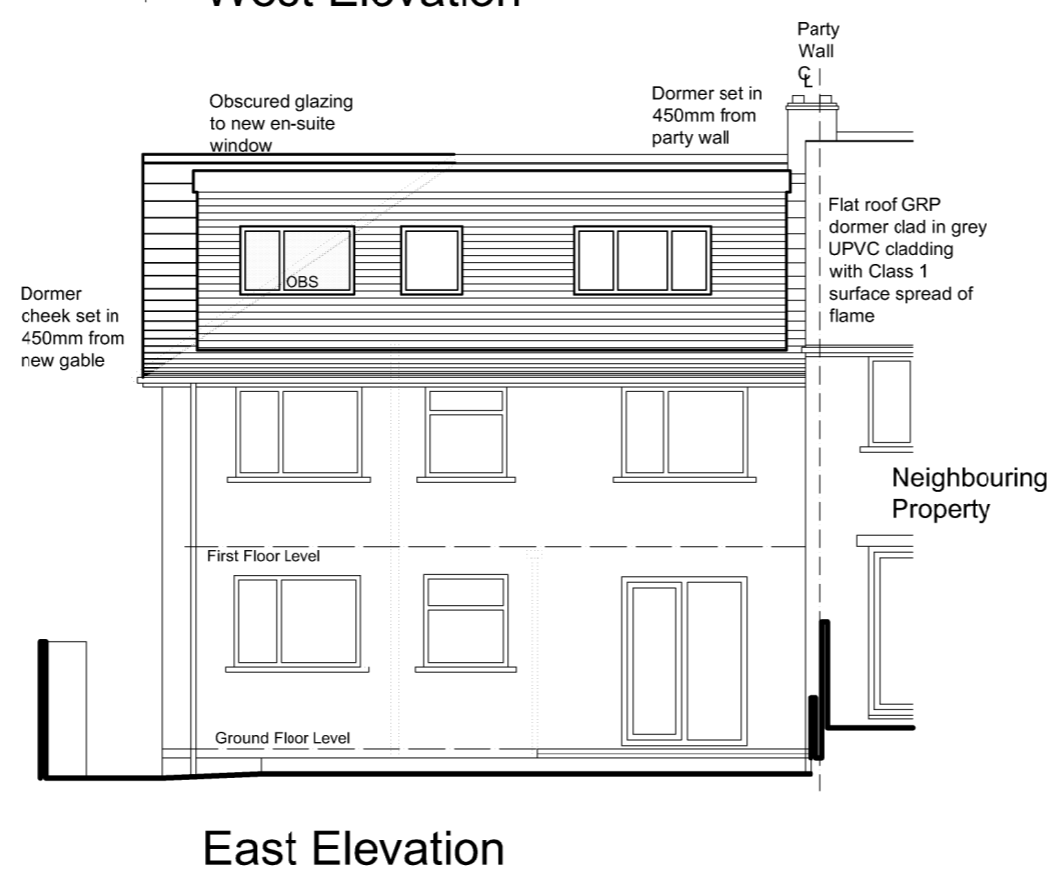 West Elevation
Party
Wall
℄
Obscured glazing
to new en-suite
window
Dormer set in
450mm from
party wall
Flat roof GRP
dormer clad in grey
UPVC cladding
with Class 1
surface spread of
flame
OBS
Dormer
cheek set in
450mm from
new gable
Neighbouring
Property
First Floor Level
Ground Floor Level
East Elevation